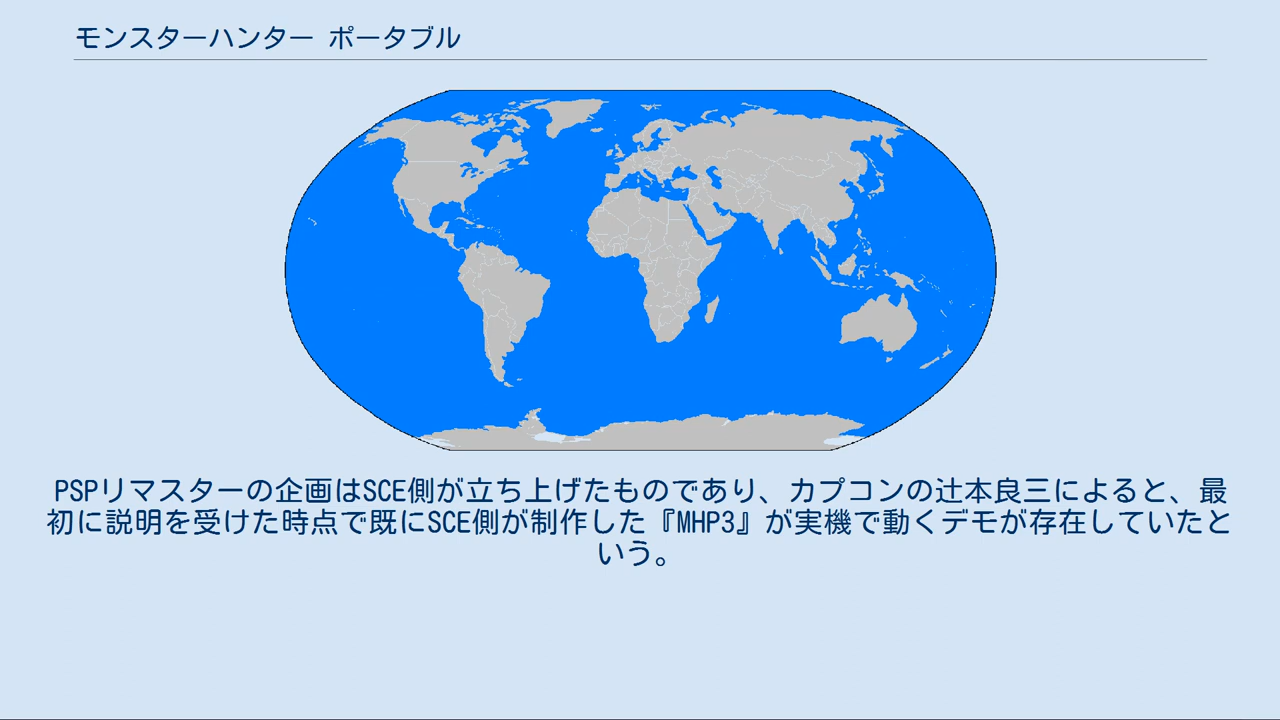 モンスターハンター ポータブル
PSPリマスターの企画はSCE側が立ち上げたものであり、カプコンの辻本良三によると、最
初に説明を受けた時点で既にSCE側が制作した『MHP3』が実機で動くデモが存在していたと
いう。